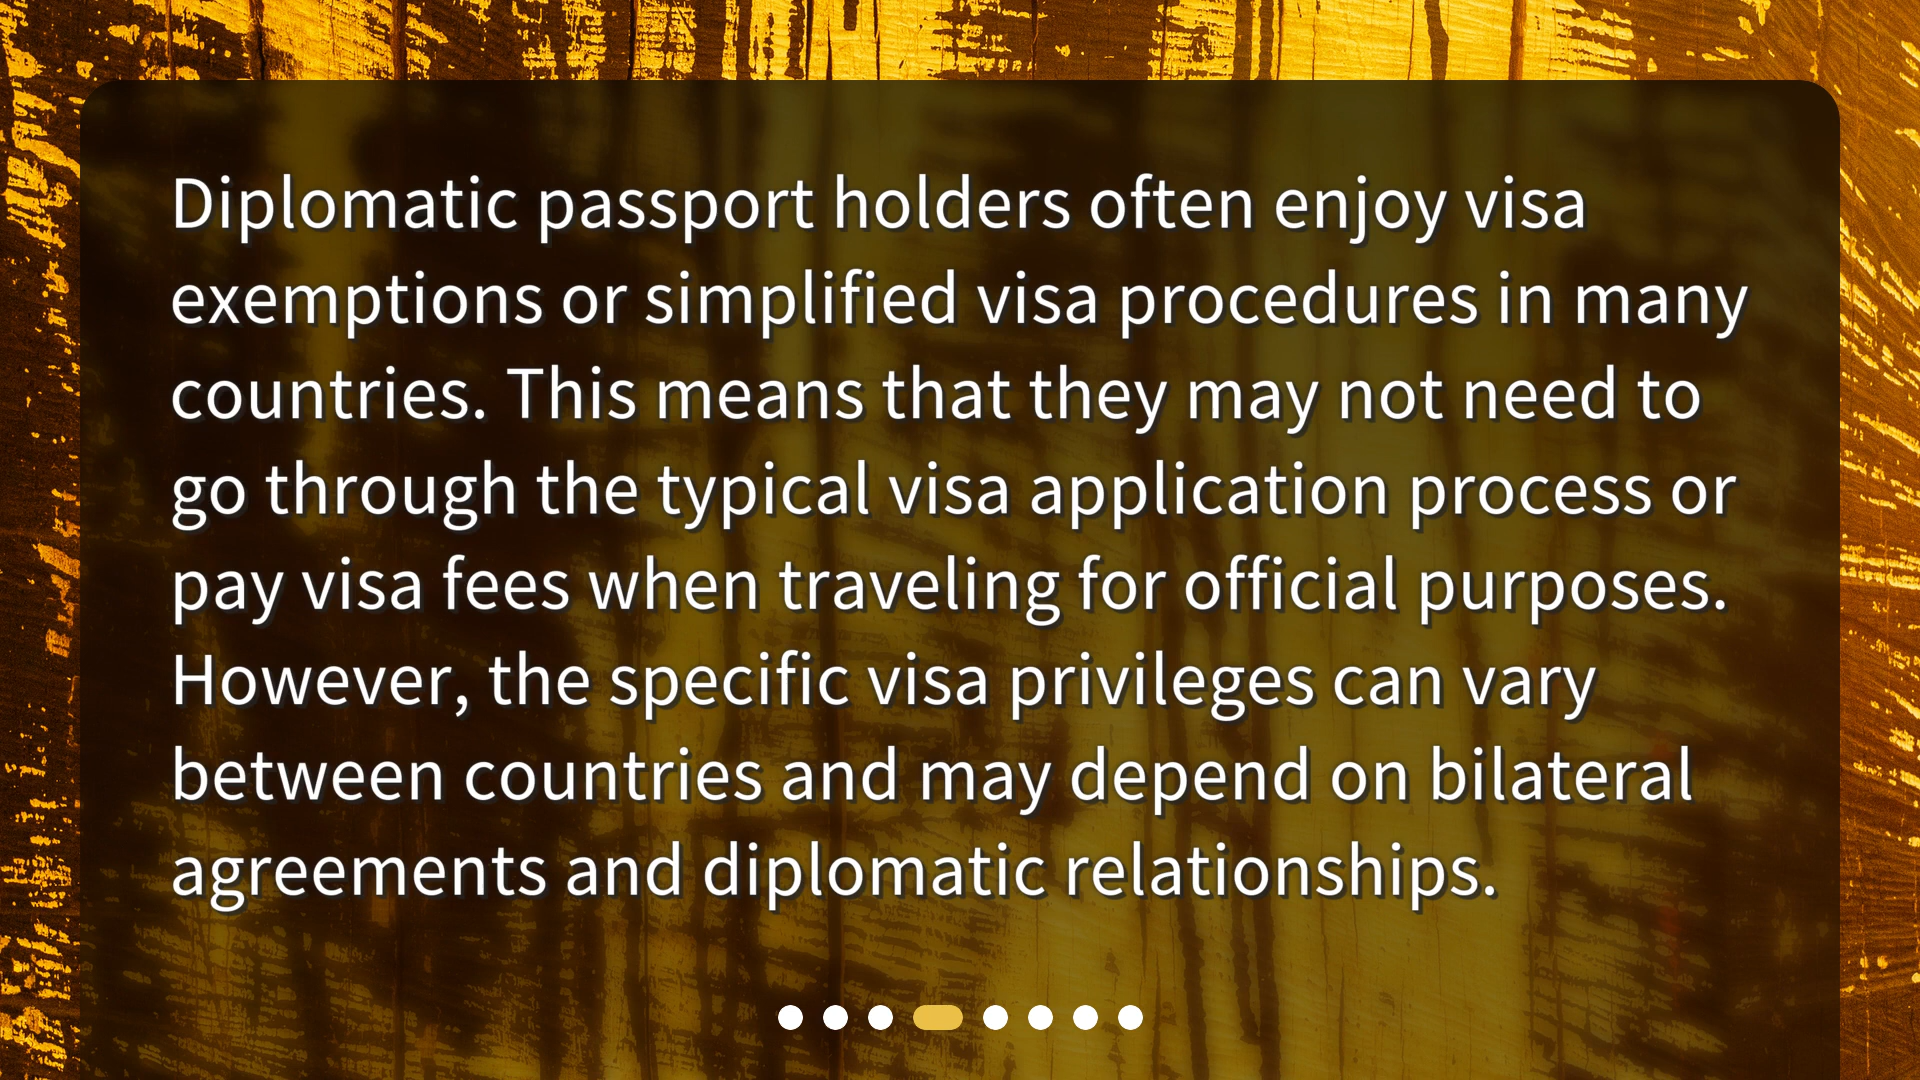 Diplomatic passport holders often enjoy visa
exemptions or simplified visa procedures in many
countries. This means that they may not need to
go through the typical visa application process or
pay visa fees when traveling for official purposes.
However, the specific visa privileges can vary
between countries and may depend on bilateral
agreements and diplomatic relationships.